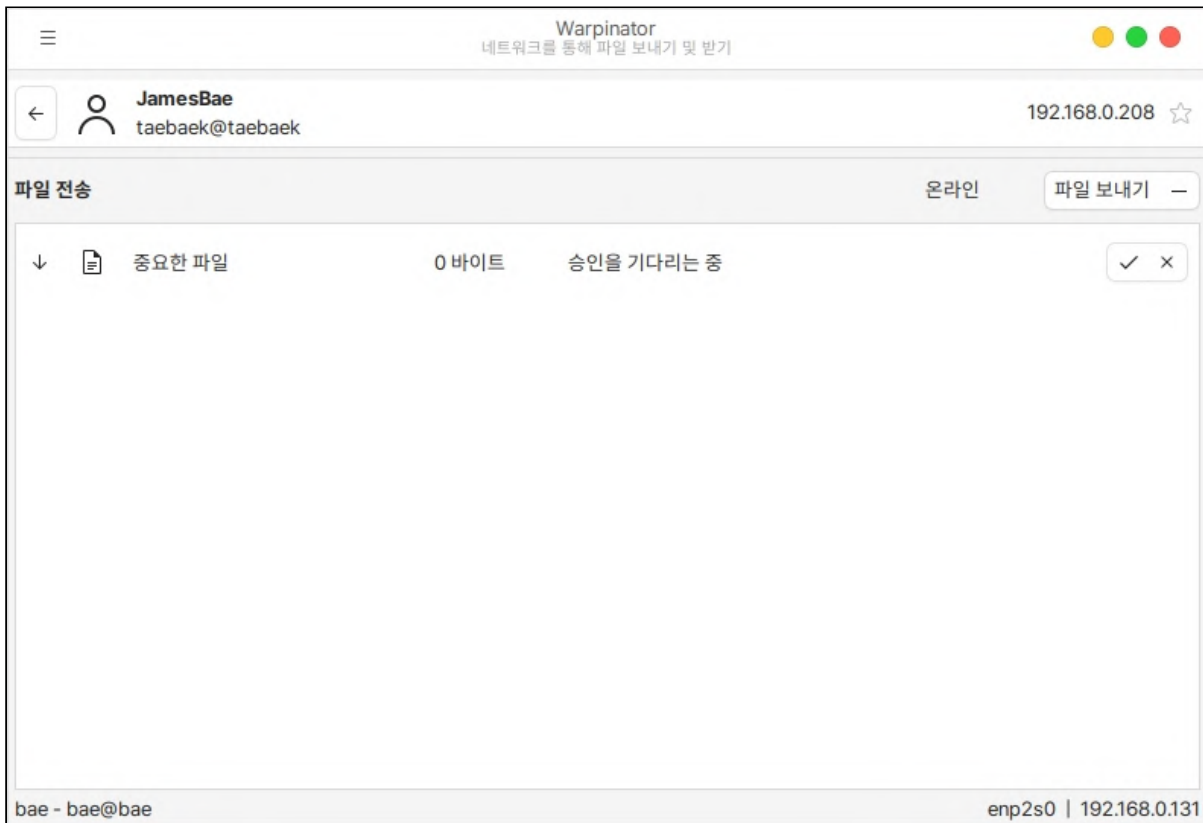 Warpinator
네트워크를 통해 파일 보내기 및 받기
JamesBae
taebaek@taebaek
192.168.0.208
파일 전송 온라인 파일 보내기
중요한 파일 0 바이트 승인을 기다리는 중
bae - bae@bae enp2s0 | 192.168.0.131